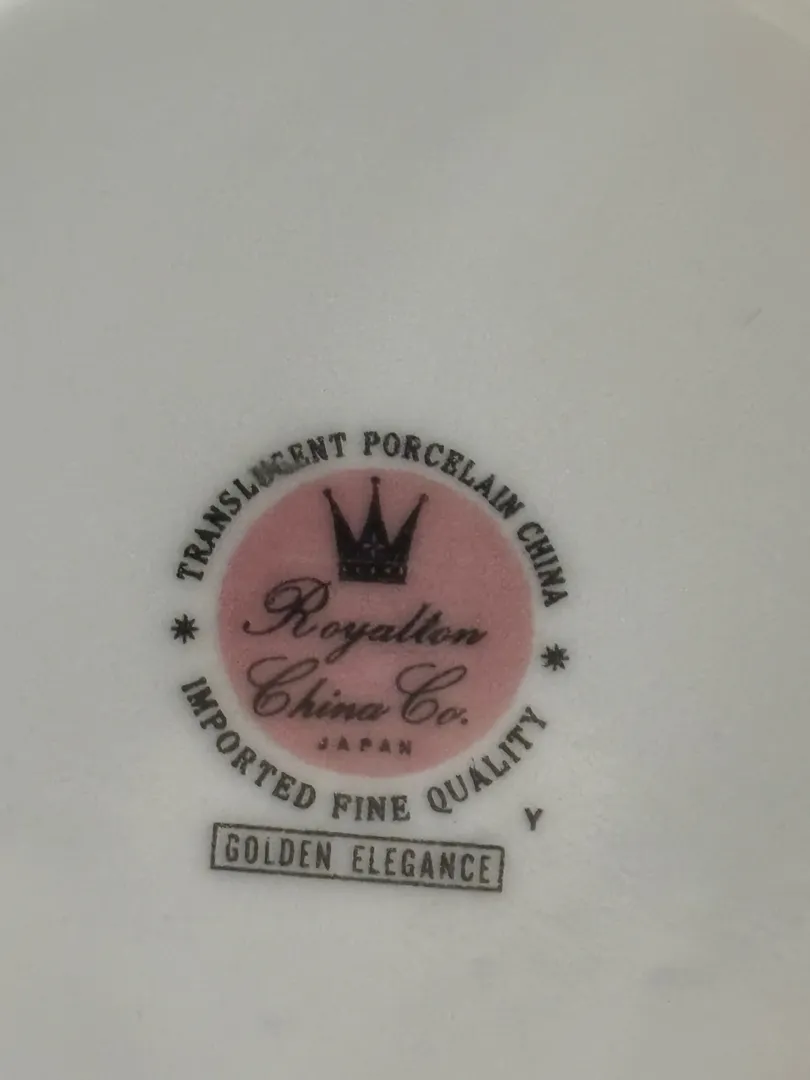 TRANSLUCENT PORCELAIN CHINA
Royalton
China Co.
JAPAN
IMPORTED FINE QUALITY
Y
GOLDEN ELEGANCE